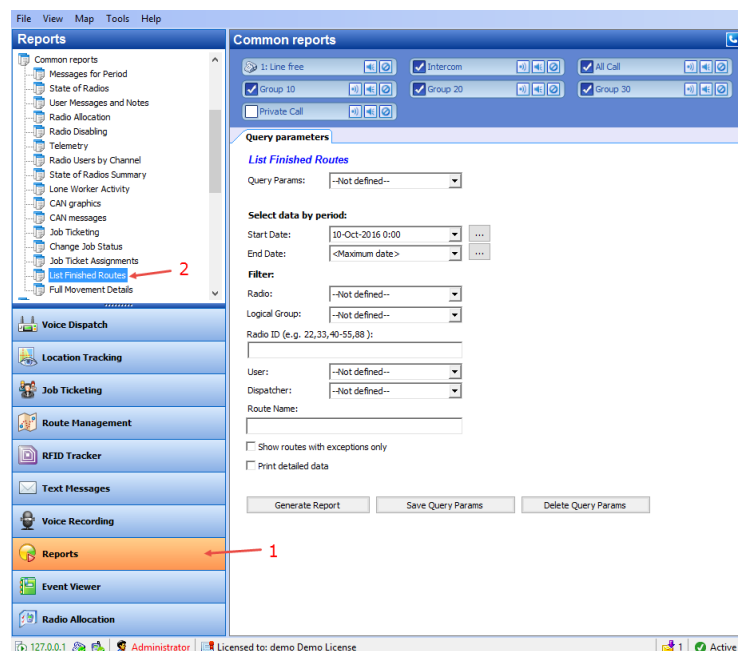 File View Map Tools Help
Reports
Common reports
Messages for Period
State of Radios
User Messages and Notes
Radio Allocation
Radio Disabling
Telemetry
Radio Users by Channel
State of Radios Summary
Lone Worker Activity
CAN graphics
CAN messages
Job Ticketing
Change Job Status
Job Ticket Assignments
List Finished Routes
2
Full Movement Details
Voice Dispatch
Location Tracking
Job Ticketing
Route Management
RFID Tracker
Text Messages
Voice Recording
Reports
1
Event Viewer
Radio Allocation
Common reports
1: Line free
Intercom
All Call
Group 10
Group 20
Group 30
Private Call
Query parameters
List Finished Routes
Query Params: --Not defined--
Select data by period:
Start Date: 10-Oct-2016 0:00 ...
End Date: <Maximum date> ...
Filter:
Radio: --Not defined--
Logical Group: --Not defined--
Radio ID (e.g. 22,33,40-55,88 ):
User: --Not defined--
Dispatcher: --Not defined--
Route Name:
Show routes with exceptions only
Print detailed data
Generate Report Save Query Params Delete Query Params
127.0.0.1 Administrator Licensed to: demo Demo License 1 Active